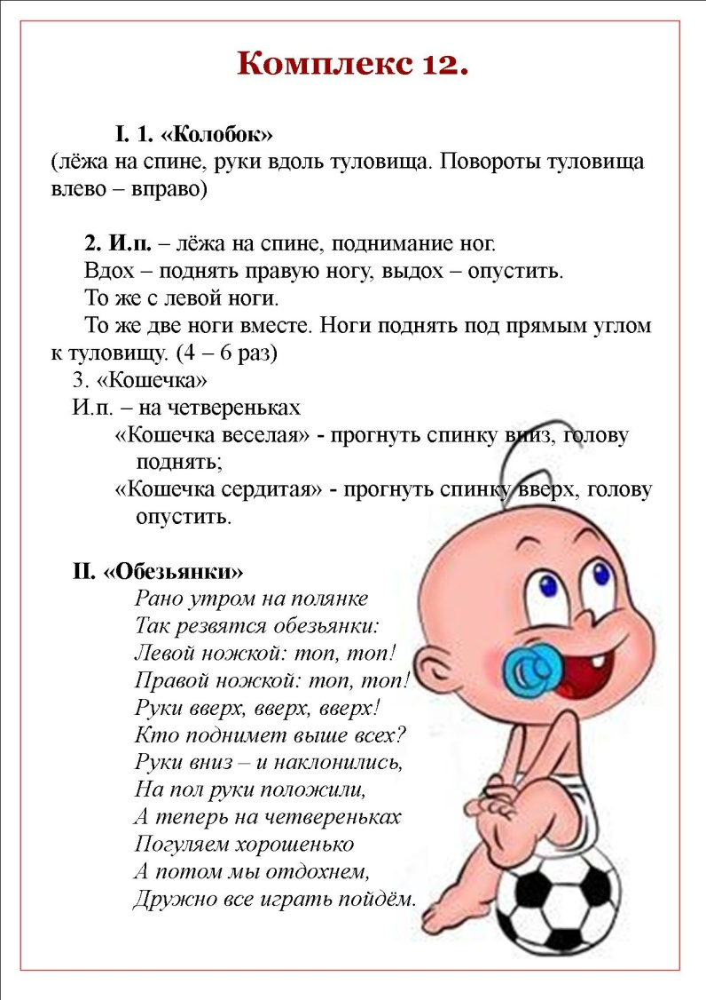 Комплекс 12.
I. 1. «Колобок»
(лёжа на спине, руки вдоль туловища. Повороты туловища
влево – вправо)
2. И.п. – лёжа на спине, поднимание ног.
Вдох – поднять правую ногу, выдох – опустить.
То же с левой ноги.
То же две ноги вместе. Ноги поднять под прямым углом
к туловищу. (4 – 6 раз)
3. «Кошечка»
И.п. – на четвереньках
«Кошечка веселая» - прогнуть спинку вниз, голову
поднять;
«Кошечка сердитая» - прогнуть спинку вверх, голову
опустить.
II. «Обезьянки»
Рано утром на полянке
Так резвятся обезьянки:
Левой ножкой: топ, топ!
Правой ножкой: топ, топ!
Руки вверх, вверх, вверх!
Кто поднимет выше всех?
Руки вниз – и наклонились,
На пол руки положили,
А теперь на четвереньках
Погуляем хорошенько
А потом мы отдохнем,
Дружно все играть пойдём.